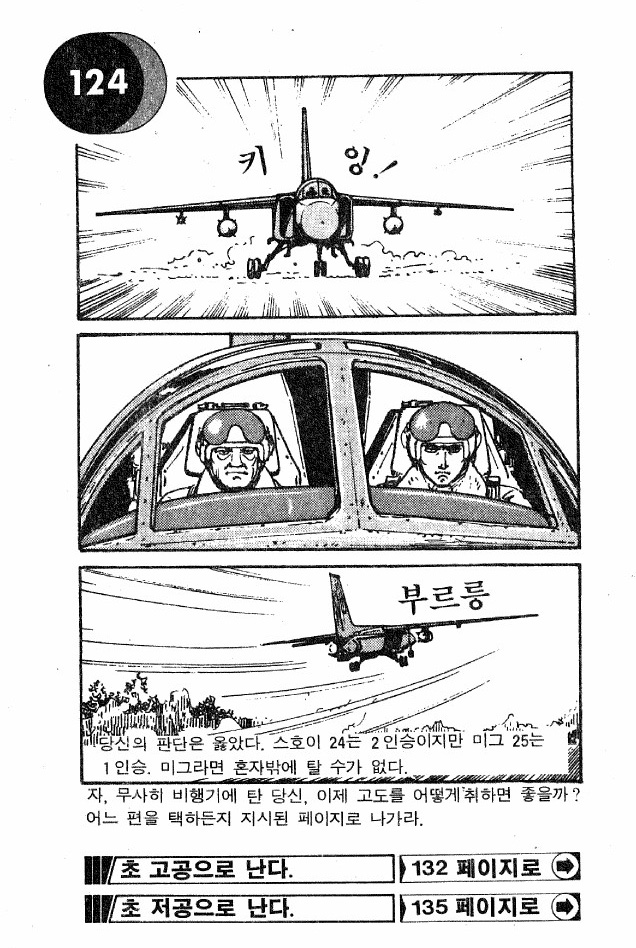 124
키 잉!
부르릉
당신의 판단은 옳았다. 스호이 24는 2인승이지만 미그 25는
1인승. 미그라면 혼자밖에 탈 수가 없다.
자, 무사히 비행기에 탄 당신, 이제 고도를 어떻게 취하면 좋을까?
어느 편을 택하든지 지시된 페이지로 나가라.
초 고공으로 난다. 132 페이지로
초 저공으로 난다. 135 페이지로